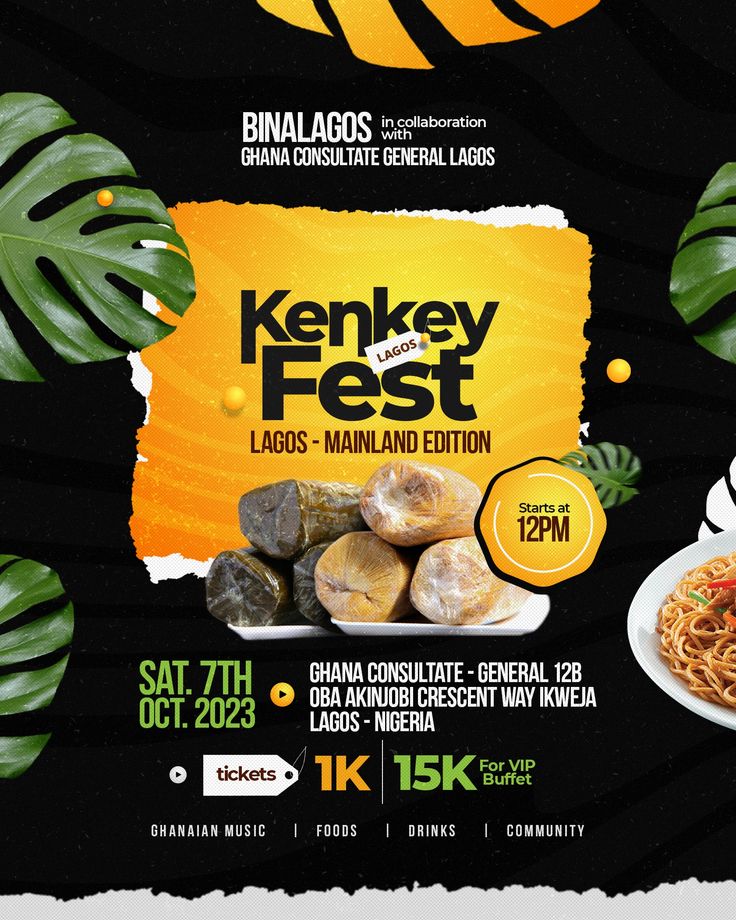 BINALAGOS in collaboration with
GHANA CONSULTATE GENERAL LAGOS
Kenkey
LAGOS
Fest
LAGOS - MAINLAND EDITION
Starts at
12PM
SAT. 7TH
OCT. 2023
GHANA CONSULTATE - GENERAL 12B
OBA AKINJOBI CRESCENT WAY IKWEJA
LAGOS - NIGERIA
tickets 1K 15K For VIP Buffet
GHANAIAN MUSIC | FOODS | DRINKS | COMMUNITY